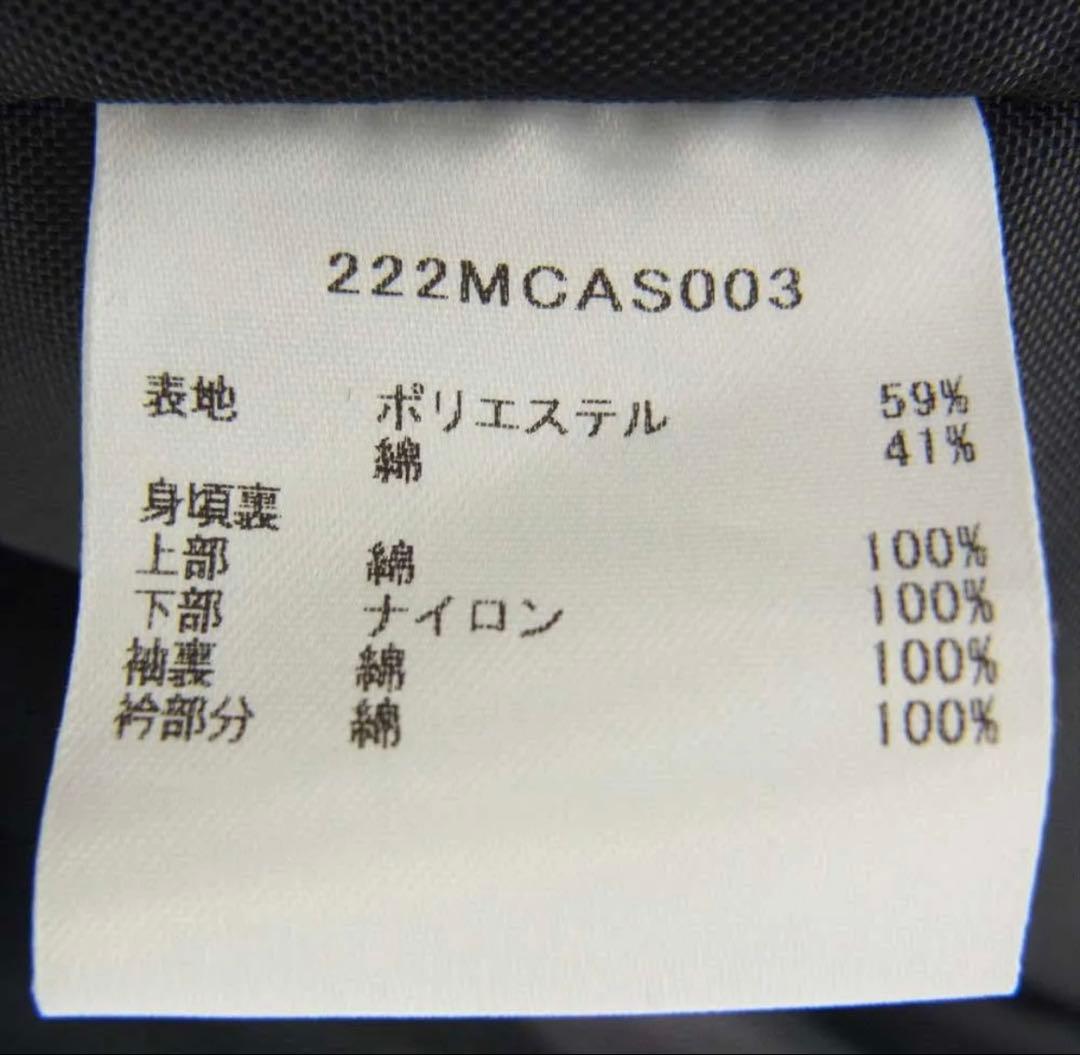 222MCAS003
表地 ポリエステル 59%
綿 41%
身頃裏
上部 綿 100%
下部 ナイロン 100%
袖裏 綿 100%
衿部分 綿 100%